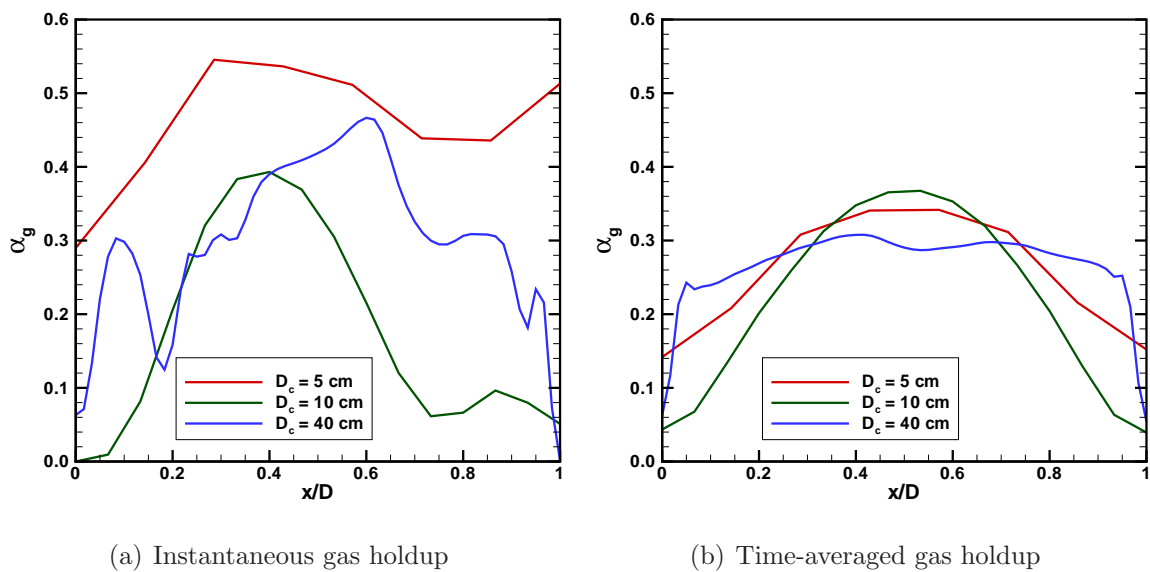 0.6
0.5
0.4
0.3
0.2
0.1
0.0
α_g
0
0.2
0.4
0.6
0.8
1
x/D
D_c = 5 cm
D_c = 10 cm
D_c = 40 cm
(a) Instantaneous gas holdup
0.6
0.5
0.4
0.3
0.2
0.1
0.0
α_g
0
0.2
0.4
0.6
0.8
1
x/D
D_c = 5 cm
D_c = 10 cm
D_c = 40 cm
(b) Time-averaged gas holdup